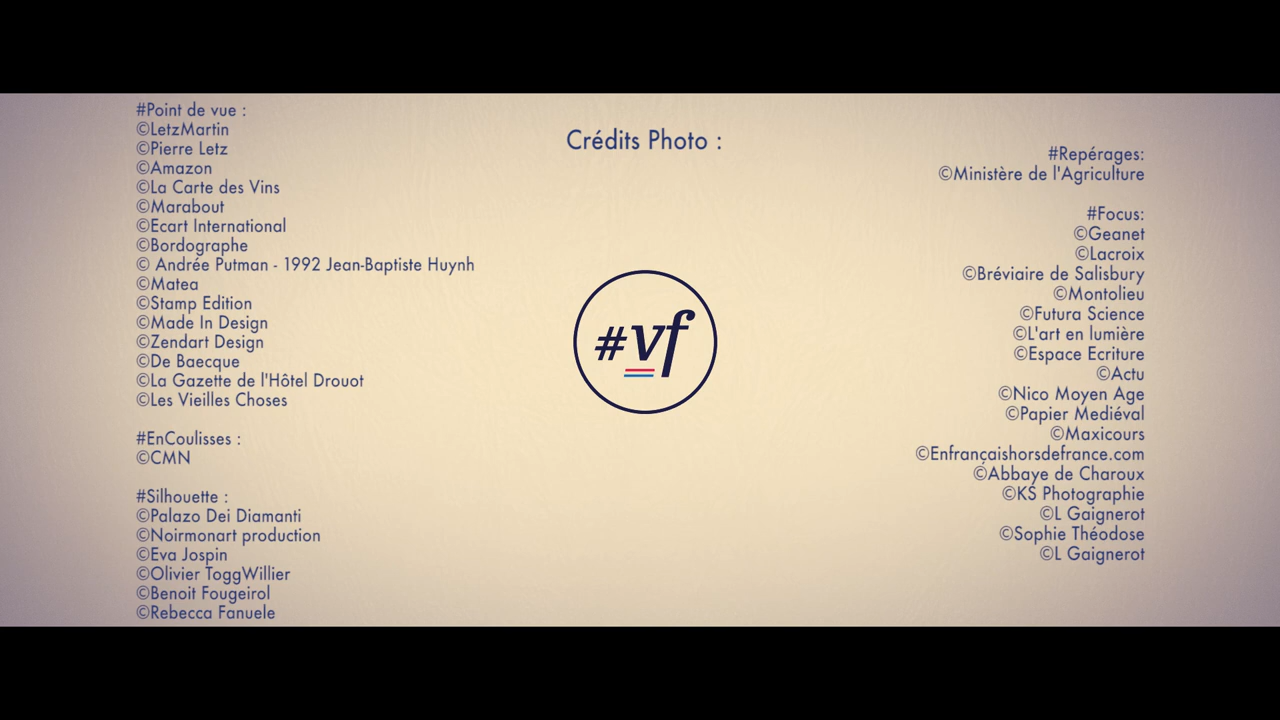 #Point de vue :
©LetzMartin
©Pierre Letz
©Amazon
©La Carte des Vins
©Marabout
©Ecart International
©Bordographe
© Andrée Putman - 1992 Jean-Baptiste Huynh
©Matea
©Stamp Edition
©Made In Design
©Zendart Design
©De Baecque
©La Gazette de l'Hôtel Drouot
©Les Vieilles Choses
#EnCoulisses :
©CMN
#Silhouette :
©Palazo Dei Diamanti
©Noirmonart production
©Eva Jospin
©Olivier ToggWillier
©Benoit Fougeirol
©Rebecca Fanuele
Crédits Photo :
#vf
#Repérages:
©Ministère de l'Agriculture
#Focus:
©Geanet
©Lacroix
©Bréviaire de Salisbury
©Montolieu
©Futura Science
©L'art en lumière
©Espace Ecriture
©Actu
©Nico Moyen Age
©Papier Mediéval
©Maxicours
©Enfrançaishorsdefrance.com
©Abbaye de Charoux
©KS Photographie
©L Gaignerot
©Sophie Théodose
©L Gaignerot